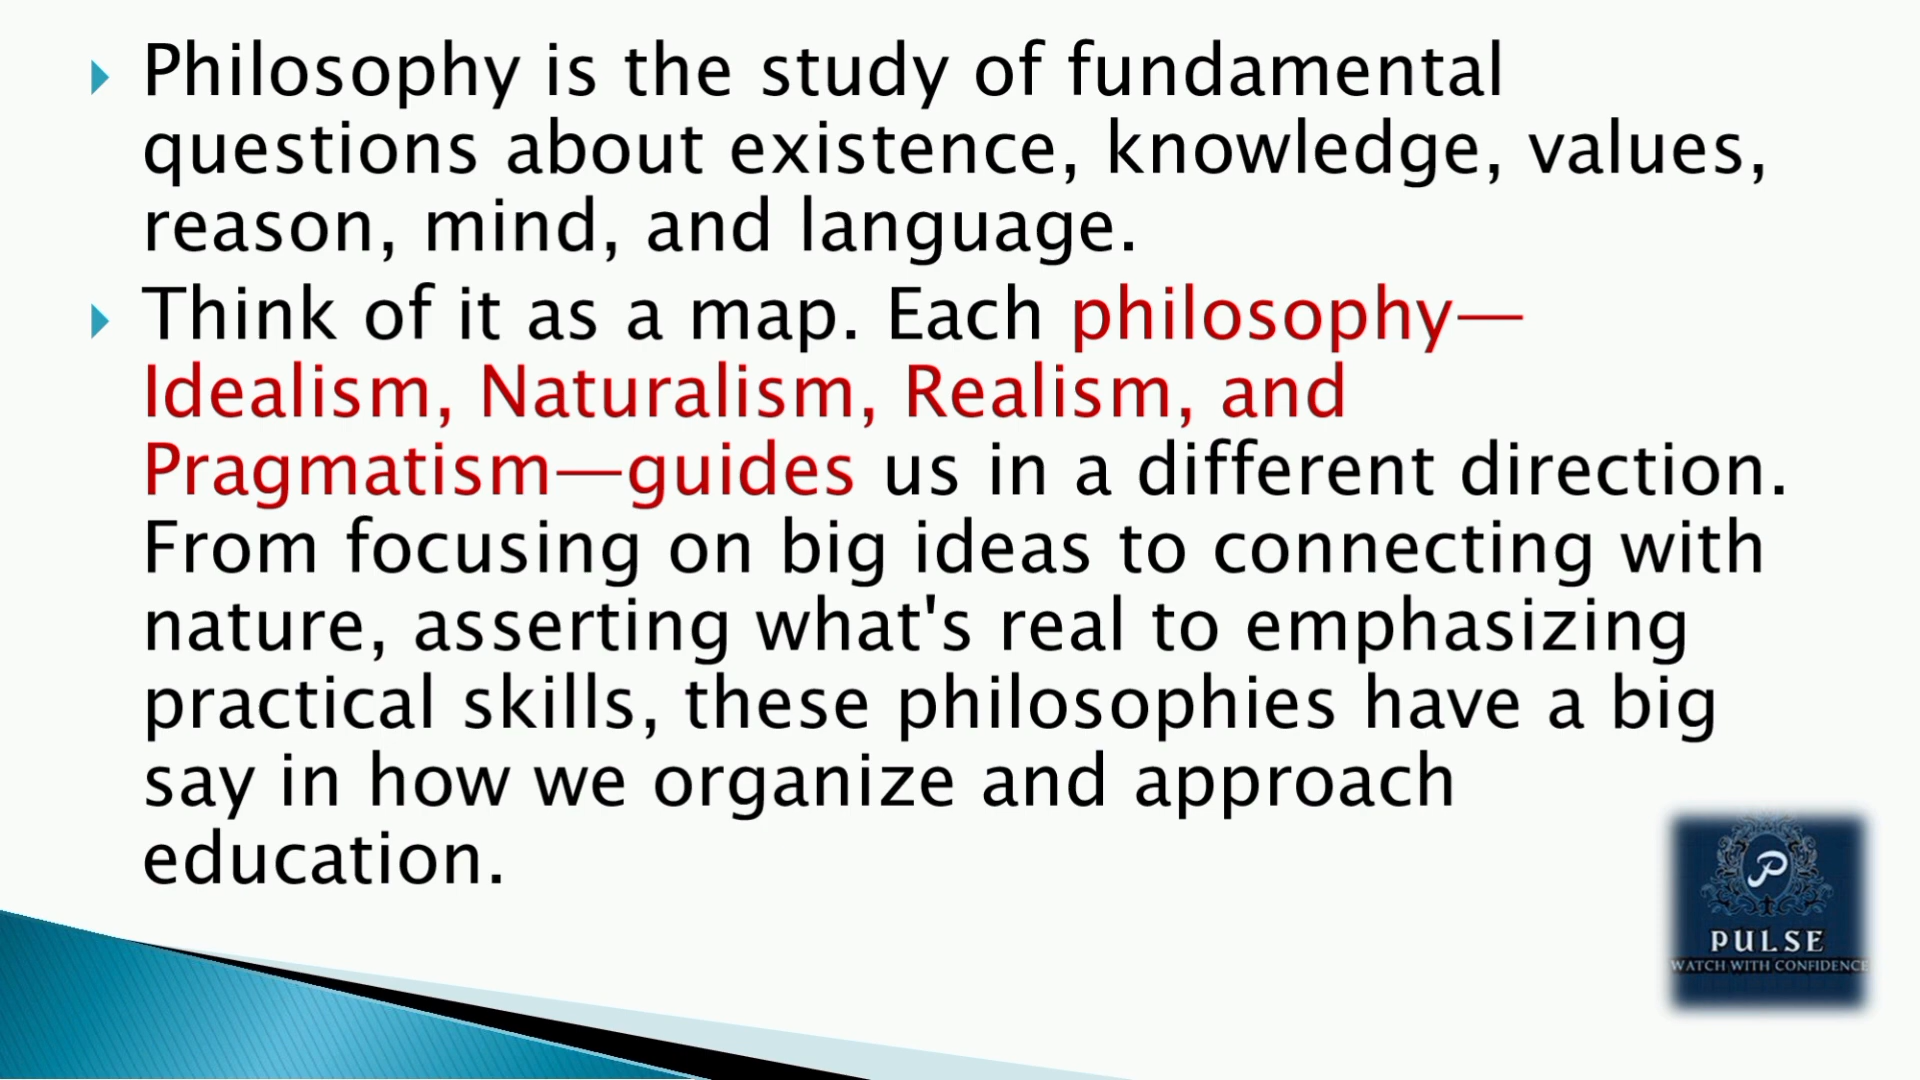 Philosophy is the study of fundamental
questions about existence, knowledge, values,
reason, mind, and language.
Think of it as a map. Each philosophy—
Idealism, Naturalism, Realism, and
Pragmatism—guides us in a different direction.
From focusing on big ideas to connecting with
nature, asserting what's real to emphasizing
practical skills, these philosophies have a big
say in how we organize and approach
education.
P
PULSE
WATCH WITH CONFIDENCE